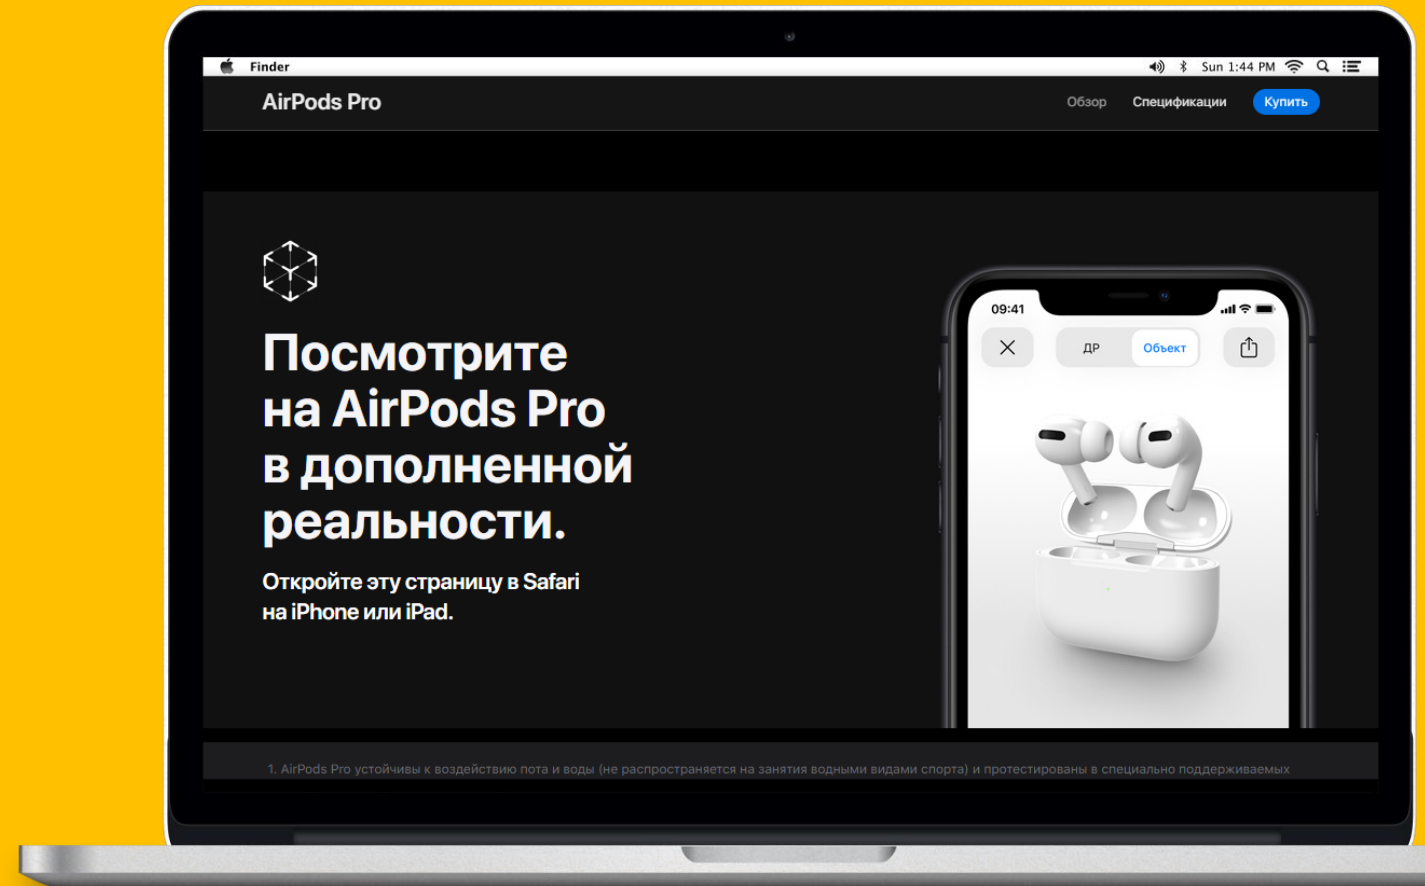 Finder
Sun 1:44 PM
AirPods Pro
Обзор Спецификации Купить
09:41
ДР Объект
Посмотрите
на AirPods Pro
в дополненной
реальности.
Откройте эту страницу в Safari
на iPhone или iPad.
1. AirPods Pro устойчивы к воздействию пота и воды (не распространяется на занятия водными видами спорта) и протестированы в специально поддерживаемых